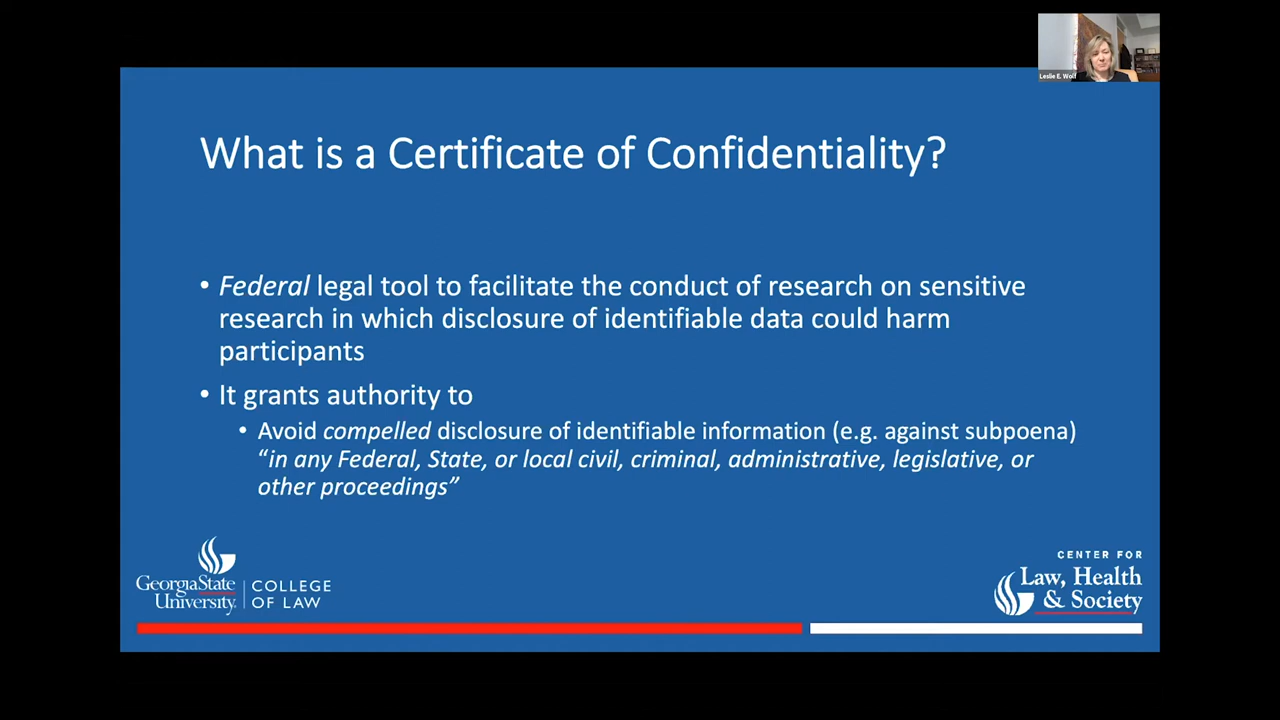 Leslie E. Wolf
What is a Certificate of Confidentiality?
• Federal legal tool to facilitate the conduct of research on sensitive
research in which disclosure of identifiable data could harm
participants
• It grants authority to
• Avoid compelled disclosure of identifiable information (e.g. against subpoena)
“in any Federal, State, or local civil, criminal, administrative, legislative, or
other proceedings”
GeorgiaState
University
COLLEGE
OF LAW
CENTER FOR
Law, Health
& Society